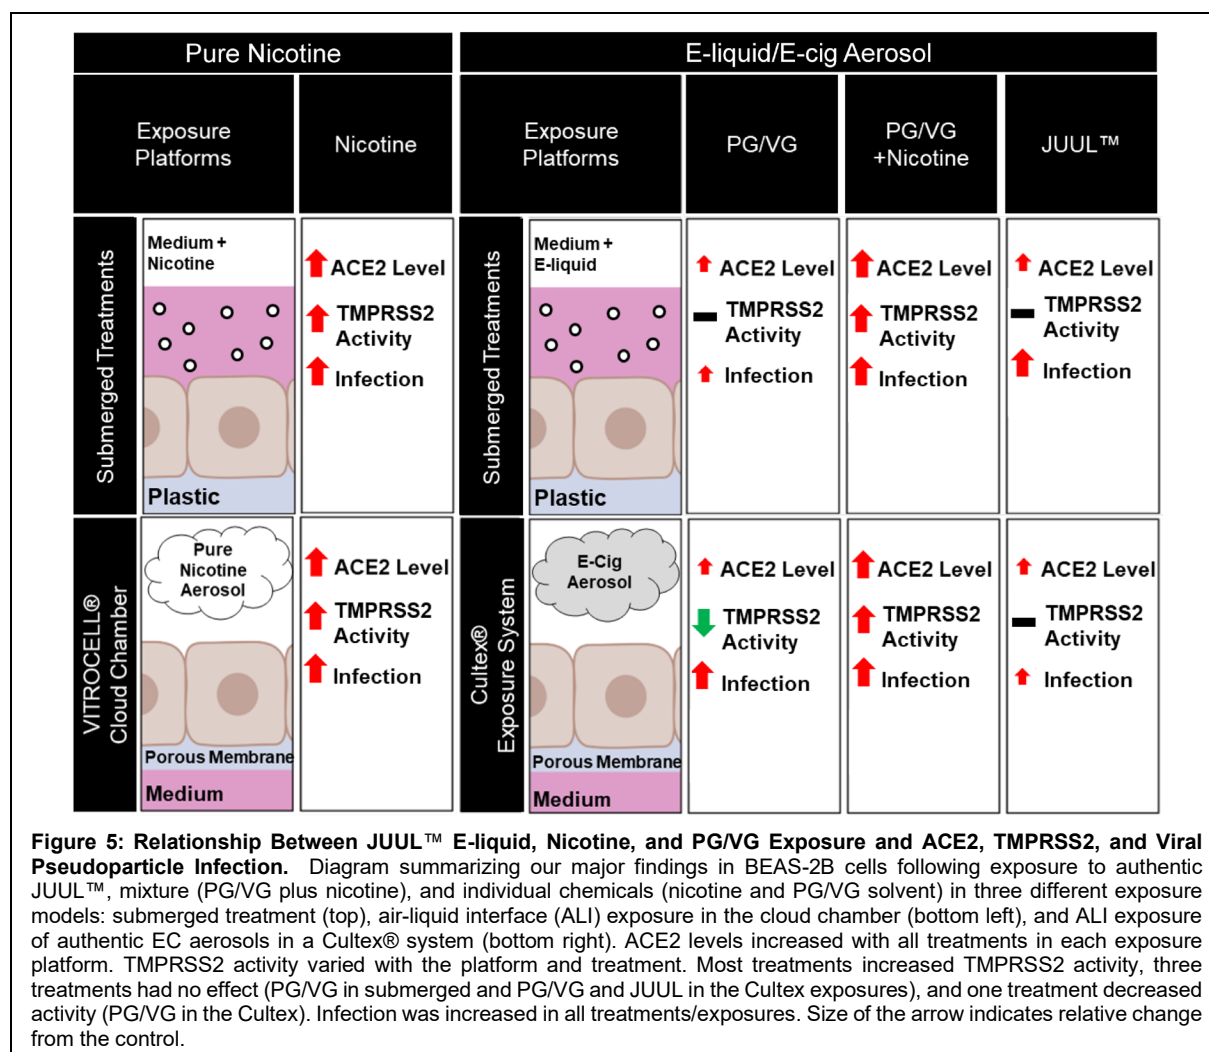 Pure Nicotine
E-liquid/E-cig Aerosol
Exposure
Platforms
Nicotine
Exposure
Platforms
PG/VG
PG/VG
+Nicotine
JUUL™
Submerged Treatments
Medium +
Nicotine
Plastic
ACE2 Level
TMPRSS2
Activity
Infection
Submerged Treatments
Medium +
E-liquid
Plastic
ACE2 Level
TMPRSS2
Activity
Infection
ACE2 Level
TMPRSS2
Activity
Infection
ACE2 Level
TMPRSS2
Activity
Infection
VITROCELL®
Cloud Chamber
Pure
Nicotine
Aerosol
Porous Membrane
Medium
ACE2 Level
TMPRSS2
Activity
Infection
Cultex®
Exposure System
E-Cig
Aerosol
Porous Membrane
Medium
ACE2 Level
TMPRSS2
Activity
Infection
ACE2 Level
TMPRSS2
Activity
Infection
ACE2 Level
TMPRSS2
Activity
Infection
Figure 5: Relationship Between JUUL™ E-liquid, Nicotine, and PG/VG Exposure and ACE2, TMPRSS2, and Viral
Pseudoparticle Infection. Diagram summarizing our major findings in BEAS-2B cells following exposure to authentic
JUUL™, mixture (PG/VG plus nicotine), and individual chemicals (nicotine and PG/VG solvent) in three different exposure
models: submerged treatment (top), air-liquid interface (ALI) exposure in the cloud chamber (bottom left), and ALI exposure
of authentic EC aerosols in a Cultex® system (bottom right). ACE2 levels increased with all treatments in each exposure
platform. TMPRSS2 activity varied with the platform and treatment. Most treatments increased TMPRSS2 activity, three
treatments had no effect (PG/VG in submerged and PG/VG and JUUL in the Cultex exposures), and one treatment decreased
activity (PG/VG in the Cultex). Infection was increased in all treatments/exposures. Size of the arrow indicates relative change
from the control.